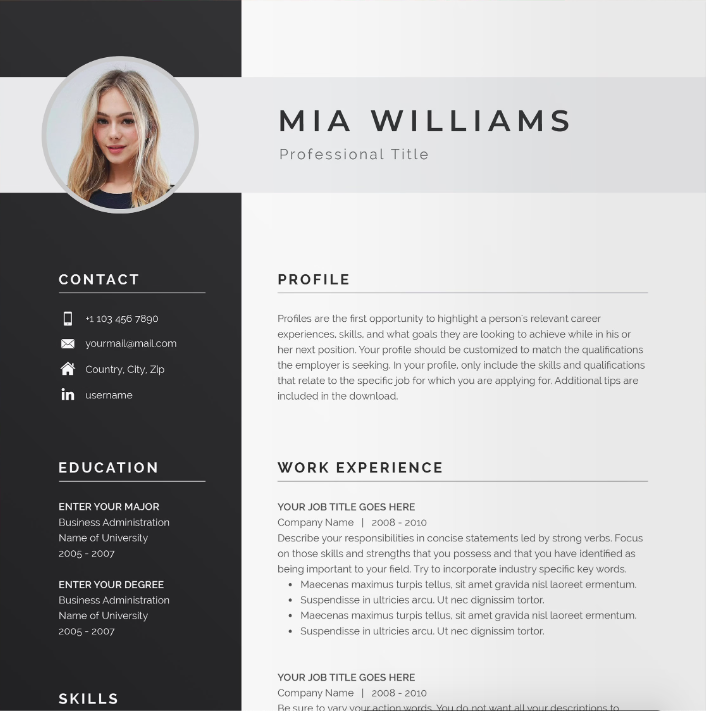 MIA WILLIAMS
Professional Title
CONTACT
+1 103 456 7890
yourmail@mail.com
Country, City, Zip
in username
EDUCATION
ENTER YOUR MAJOR
Business Administration
Name of University
2005 - 2007
ENTER YOUR DEGREE
Business Administration
Name of University
2005 - 2007
SKILLS
PROFILE
Profiles are the first opportunity to highlight a person's relevant career
experiences, skills, and what goals they are looking to achieve while in his or
her next position. Your profile should be customized to match the qualifications
the employer is seeking. In your profile, only include the skills and qualifications
that relate to the specific job for which you are applying for. Additional tips are
included in the download.
WORK EXPERIENCE
YOUR JOB TITLE GOES HERE
Company Name | 2008 - 2010
Describe your responsibilities in concise statements led by strong verbs. Focus
on those skills and strengths that you possess and that you have identified as
being important to your field. Try to incorporate industry specific key words.
• Maecenas maximus turpis tellus, sit amet gravida nisl laoreet ermentum.
• Suspendisse in ultricies arcu. Ut nec dignissim tortor.
• Maecenas maximus turpis tellus, sit amet gravida nisl laoreet ermentum.
• Suspendisse in ultricies arcu. Ut nec dignissim tortor.
YOUR JOB TITLE GOES HERE
Company Name | 2008 - 2010
Be sure to vary your action words. You do not want all your descriptions to